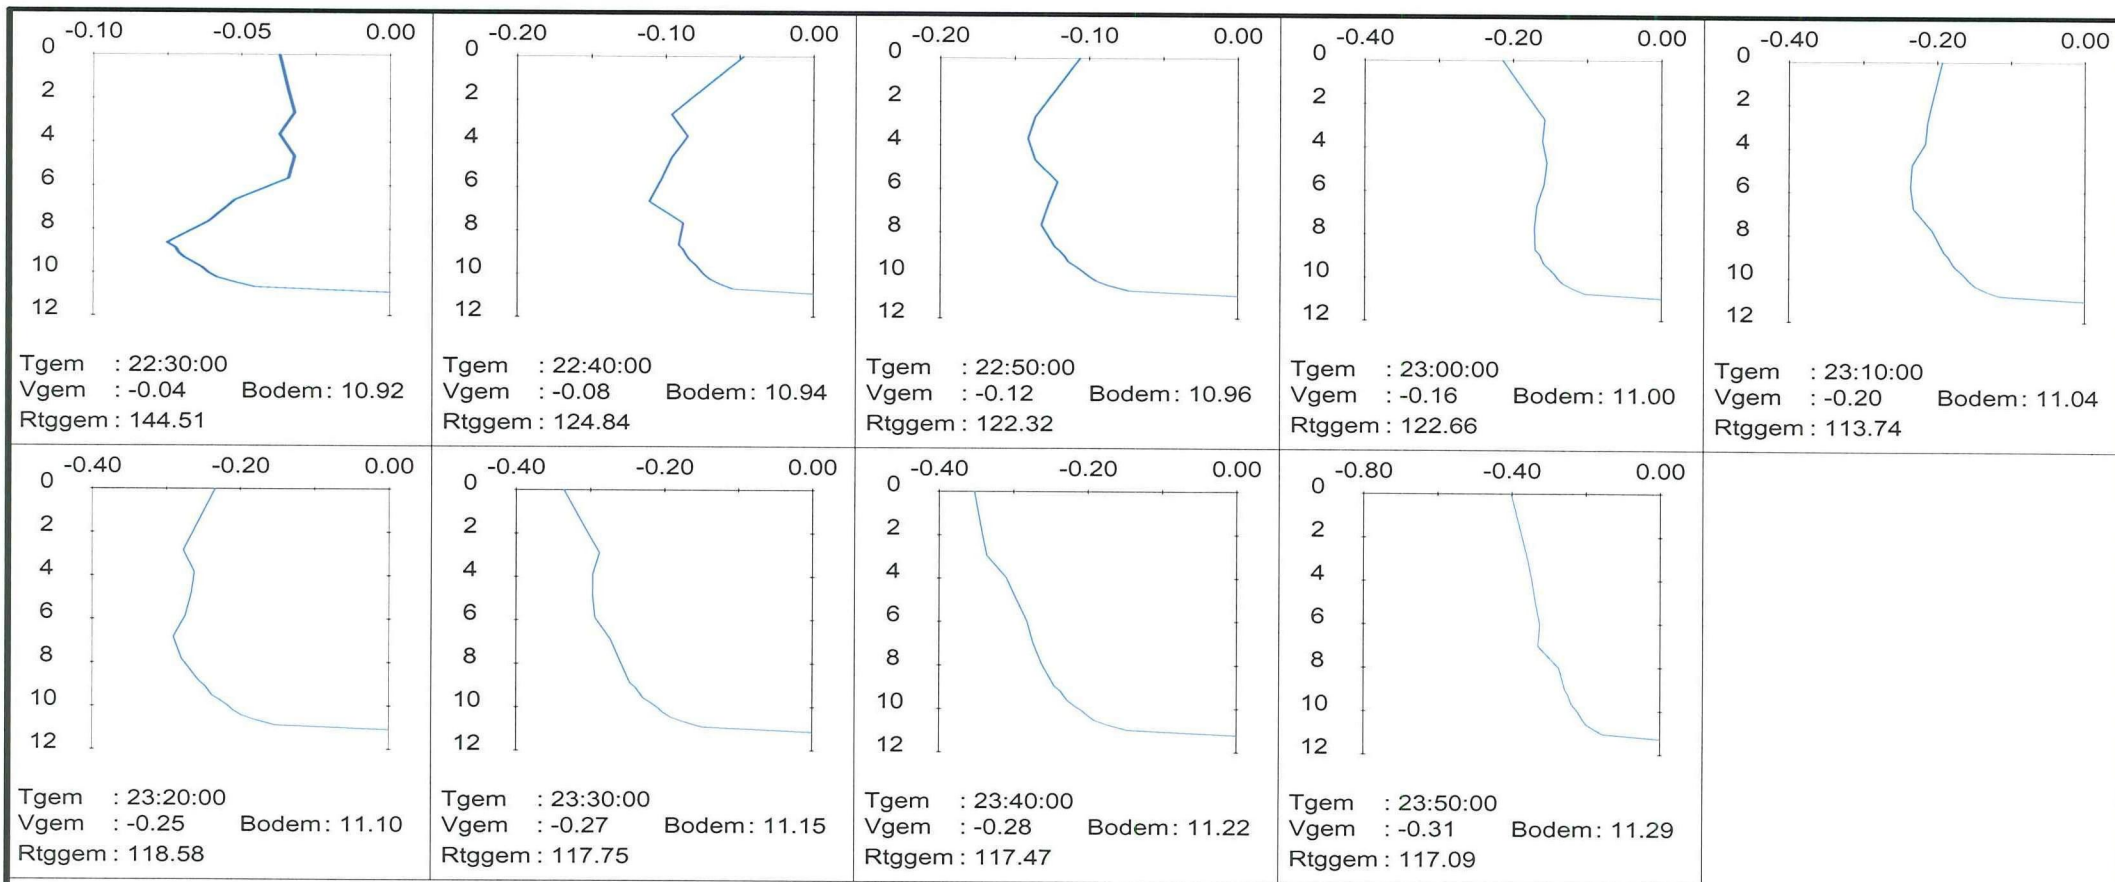 -0.10 -0.05 0.00
0
2
4
6
8
10
12
Tgem : 22:30:00
Vgem : -0.04 Bodem: 10.92
Rtggem : 144.51
-0.20 -0.10 0.00
0
2
4
6
8
10
12
Tgem : 22:40:00
Vgem : -0.08 Bodem: 10.94
Rtggem : 124.84
-0.20 -0.10 0.00
0
2
4
6
8
10
12
Tgem : 22:50:00
Vgem : -0.12 Bodem: 10.96
Rtggem : 122.32
-0.40 -0.20 0.00
0
2
4
6
8
10
12
Tgem : 23:00:00
Vgem : -0.16 Bodem: 11.00
Rtggem : 122.66
-0.40 -0.20 0.00
0
2
4
6
8
10
12
Tgem : 23:10:00
Vgem : -0.20 Bodem: 11.04
Rtggem : 113.74
-0.40 -0.20 0.00
0
2
4
6
8
10
12
Tgem : 23:20:00
Vgem : -0.25 Bodem: 11.10
Rtggem : 118.58
-0.40 -0.20 0.00
0
2
4
6
8
10
12
Tgem : 23:30:00
Vgem : -0.27 Bodem: 11.15
Rtggem : 117.75
-0.40 -0.20 0.00
0
2
4
6
8
10
12
Tgem : 23:40:00
Vgem : -0.28 Bodem: 11.22
Rtggem : 117.47
-0.80 -0.40 0.00
0
2
4
6
8
10
12
Tgem : 23:50:00
Vgem : -0.31 Bodem: 11.29
Rtggem : 117.09